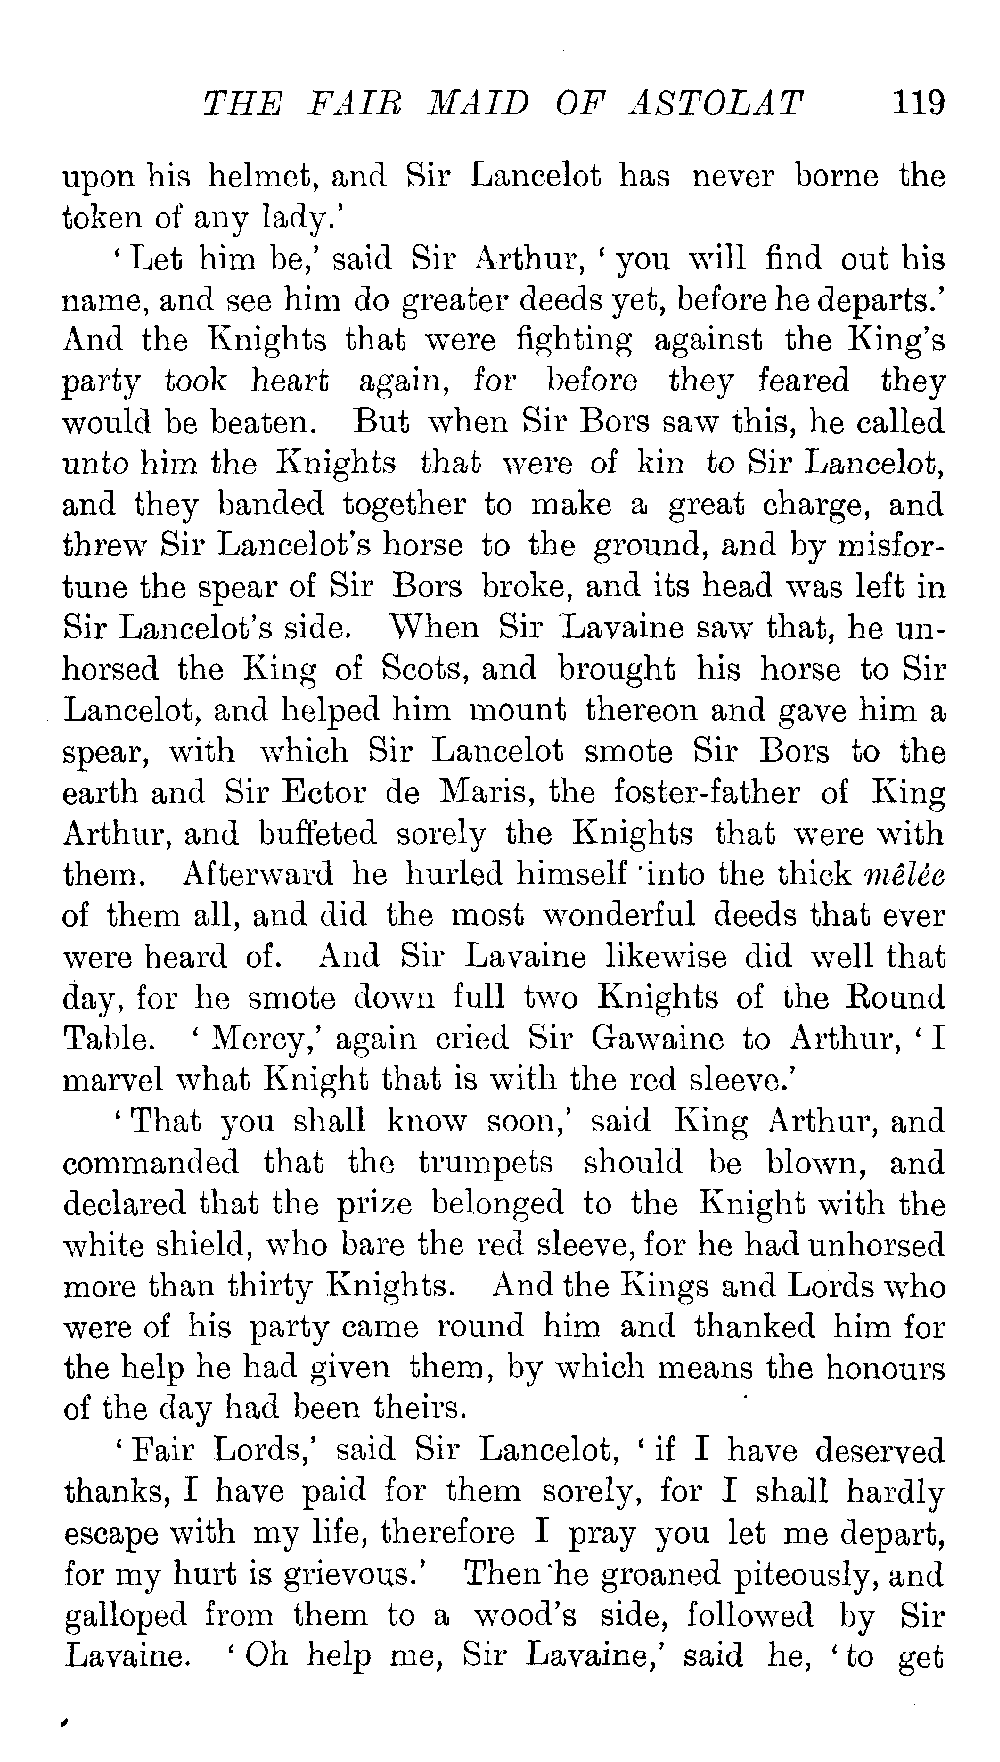 THE FAIR MAID OF ASTOLAT 119
upon his helmet, and Sir Lancelot has never borne the
token of any lady.'
‘Let him be,’ said Sir Arthur, ‘you will find out his
name, and see him do greater deeds yet, before he departs.’
And the Knights that were fighting against the King's
party took heart again, for before they feared they
would be beaten. But when Sir Bors saw this, he called
unto him the Knights that were of kin to Sir Lancelot,
and they banded together to make a great charge, and
threw Sir Lancelot's horse to the ground, and by misfor-
tune the spear of Sir Bors broke, and its head was left in
Sir Lancelot's side. When Sir Lavaine saw that, he un-
horsed the King of Scots, and brought his horse to Sir
Lancelot, and helped him mount thereon and gave him a
spear, with which Sir Lancelot smote Sir Bors to the
earth and Sir Ector de Maris, the foster-father of King
Arthur, and buffeted sorely the Knights that were with
them. Afterward he hurled himself into the thick mêlée
of them all, and did the most wonderful deeds that ever
were heard of. And Sir Lavaine likewise did well that
day, for he smote down full two Knights of the Round
Table. ‘Mercy,’ again cried Sir Gawaine to Arthur, ‘I
marvel what Knight that is with the red sleeve.’
‘That you shall know soon,’ said King Arthur, and
commanded that the trumpets should be blown, and
declared that the prize belonged to the Knight with the
white shield, who bare the red sleeve, for he had unhorsed
more than thirty Knights. And the Kings and Lords who
were of his party came round him and thanked him for
the help he had given them, by which means the honours
of the day had been theirs.
‘Fair Lords,’ said Sir Lancelot, ‘if I have deserved
thanks, I have paid for them sorely, for I shall hardly
escape with my life, therefore I pray you let me depart,
for my hurt is grievous.’ Then he groaned piteously, and
galloped from them to a wood's side, followed by Sir
Lavaine. ‘Oh help me, Sir Lavaine,’ said he, ‘to get